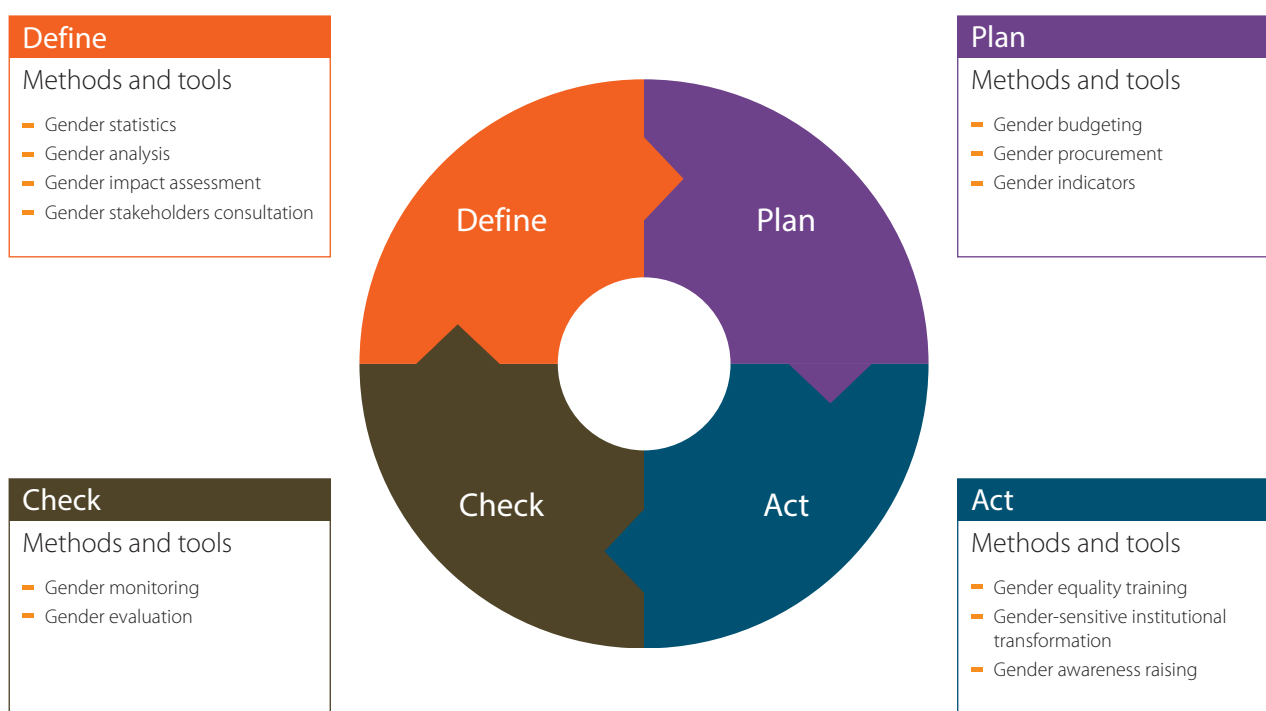 Define
Methods and tools
Gender statistics
Gender analysis
Gender impact assessment
Gender stakeholders consultation
Plan
Methods and tools
Gender budgeting
Gender procurement
Gender indicators
Define
Plan
Check
Act
Check
Methods and tools
Gender monitoring
Gender evaluation
Act
Methods and tools
Gender equality training
Gender-sensitive institutional
transformation
Gender awareness raising